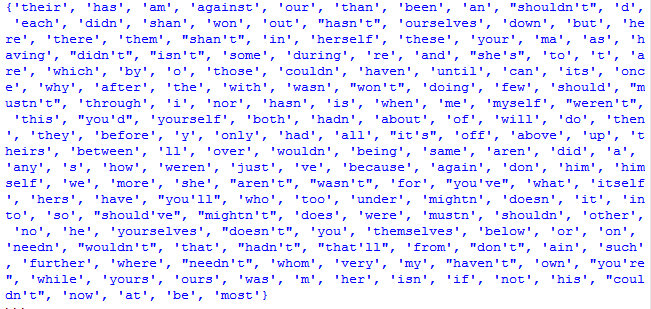 {'their', 'has', 'am', 'against', 'our', 'than', 'been', 'an', "shouldn't", 'd',
'each', 'didn', 'shan', 'won', 'out', "hasn't", 'ourselves', 'down', 'but', 'he
re', 'there', 'them', "shan't", 'in', 'herself', 'these', 'your', 'ma', 'as', 'h
aving', "didn't", "isn't", 'some', 'during', 're', 'and', "she's", 'to', 't', 'a
re', 'which', 'by', 'o', 'those', 'couldn', 'haven', 'until', 'can', 'its', 'onc
e', 'why', 'after', 'the', 'with', 'wasn', "won't", 'doing', 'few', 'should', "m
ustn't", 'through', 'i', 'nor', 'hasn', 'is', 'when', 'me', 'myself', "weren't",
'this', "you'd", 'yourself', 'both', 'hadn', 'about', 'of', 'will', 'do', 'then
', 'they', 'before', 'y', 'only', 'had', 'all', "it's", 'off', 'above', 'up', 't
heirs', 'between', 'll', 'over', 'wouldn', 'being', 'same', 'aren', 'did', 'a',
'any', 's', 'how', 'weren', 'just', 've', 'because', 'again', 'don', 'him', 'him
self', 'we', 'more', 'she', "aren't", "wasn't", 'for', "you've", 'what', 'itself
', 'hers', 'have', "you'll", 'who', 'too', 'under', 'mightn', 'doesn', 'it', 'in
to', 'so', "should've", "mightn't", 'does', 'were', 'mustn', 'shouldn', 'other',
'no', 'he', 'yourselves', "doesn't", 'you', 'themselves', 'below', 'or', 'on',
'needn', "wouldn't", 'that', "hadn't", "that'll", 'from', "don't", 'ain', 'such'
, 'further', 'where', "needn't", 'whom', 'very', 'my', "haven't", 'own', "you're
", 'while', 'yours', 'ours', 'was', 'm', 'her', 'isn', 'if', 'not', 'his', "coul
dn't", 'now', 'at', 'be', 'most'}